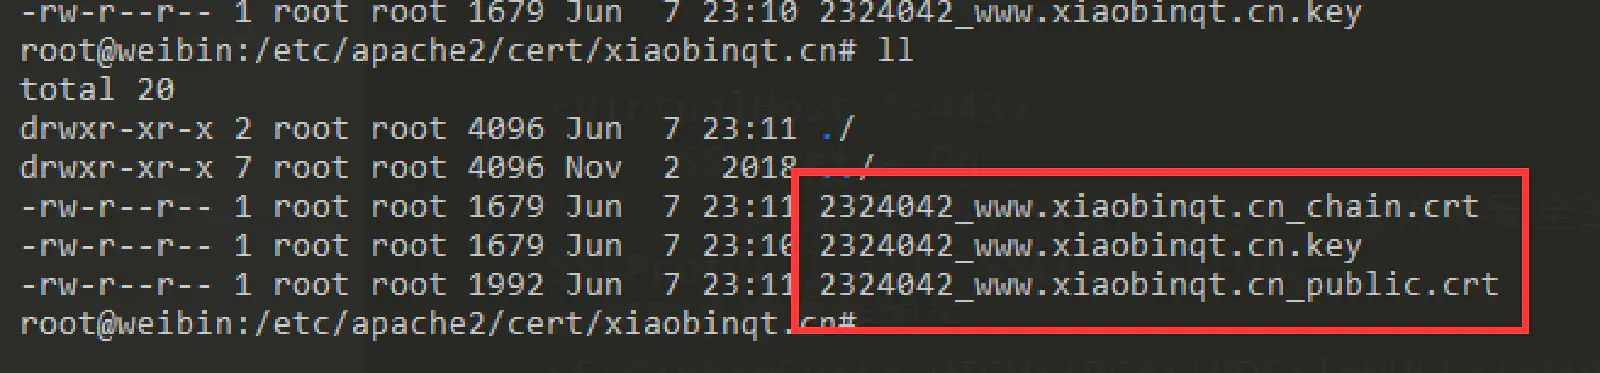 -rw-r--r-- 1 root root 1679 Jun  7 23:10 2324042_www.xiaobinqt.cn.key
root@weibin:/etc/apache2/cert/xiaobinqt.cn# ll
total 20
drwxr-xr-x 2 root root 4096 Jun  7 23:11 ./
drwxr-xr-x 7 root root 4096 Nov  2  2018 ../
-rw-r--r-- 1 root root 1679 Jun  7 23:11 2324042_www.xiaobinqt.cn_chain.crt
-rw-r--r-- 1 root root 1679 Jun  7 23:10 2324042_www.xiaobinqt.cn.key
-rw-r--r-- 1 root root 1992 Jun  7 23:11 2324042_www.xiaobinqt.cn_public.crt
root@weibin:/etc/apache2/cert/xiaobinqt.cn#